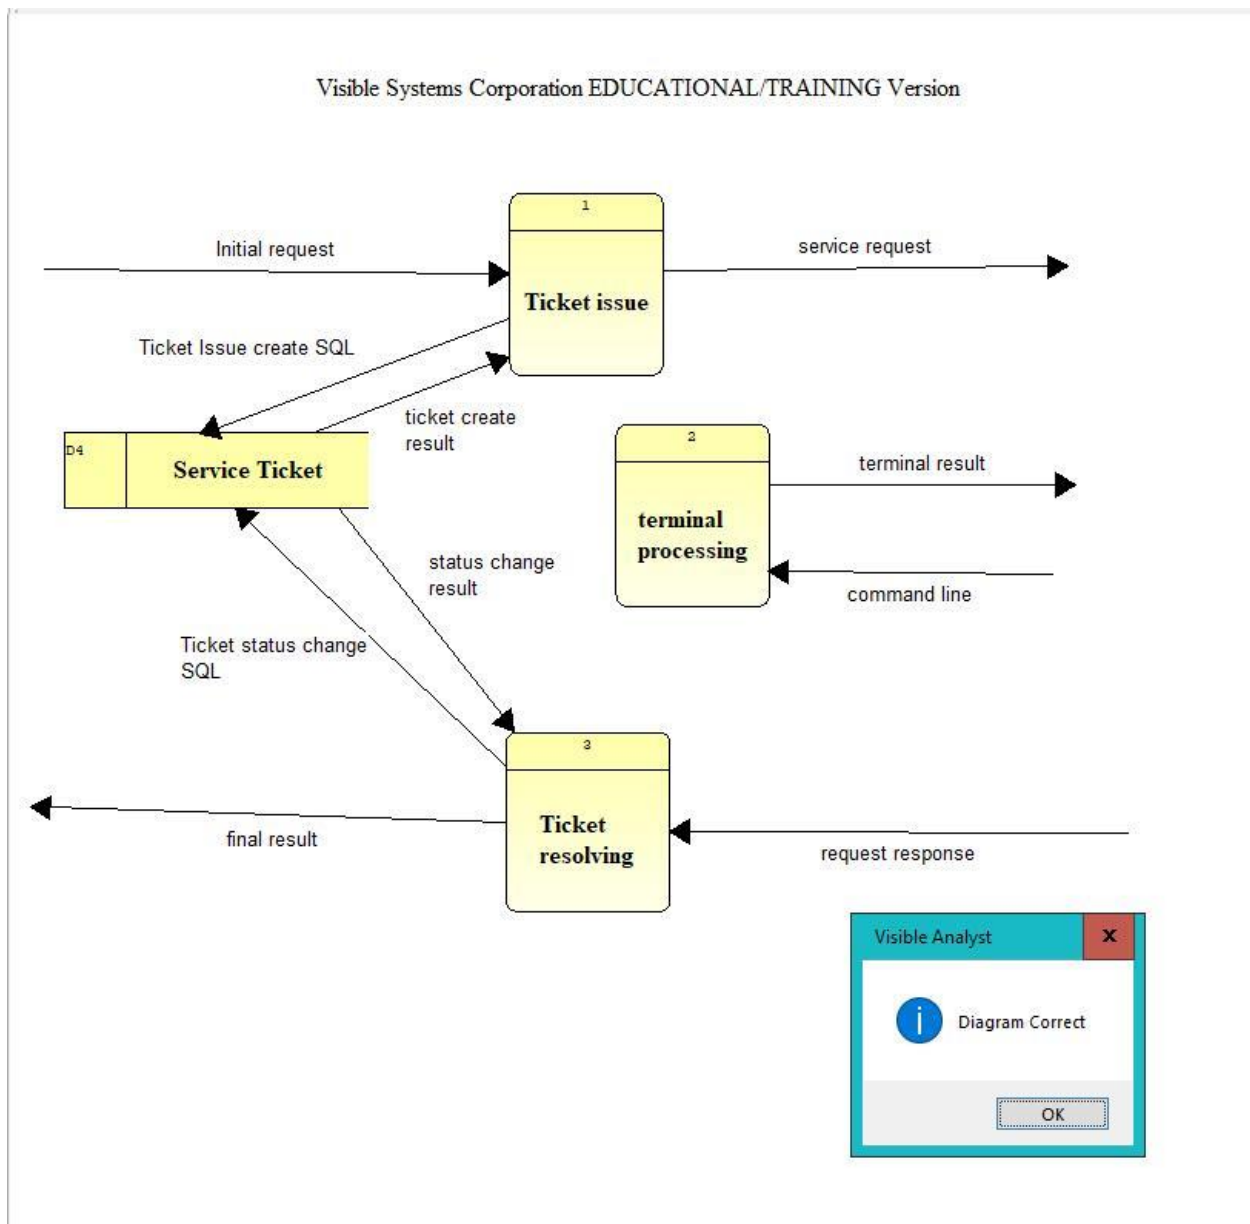 Visible Systems Corporation EDUCATIONAL/TRAINING Version
1
Initial request
service request
Ticket issue
Ticket Issue create SQL
ticket create
result
D4
Service Ticket
2
terminal result
terminal
processing
command line
status change
result
Ticket status change
SQL
3
Ticket
resolving
final result
request response
Visible Analyst
X
i
Diagram Correct
OK